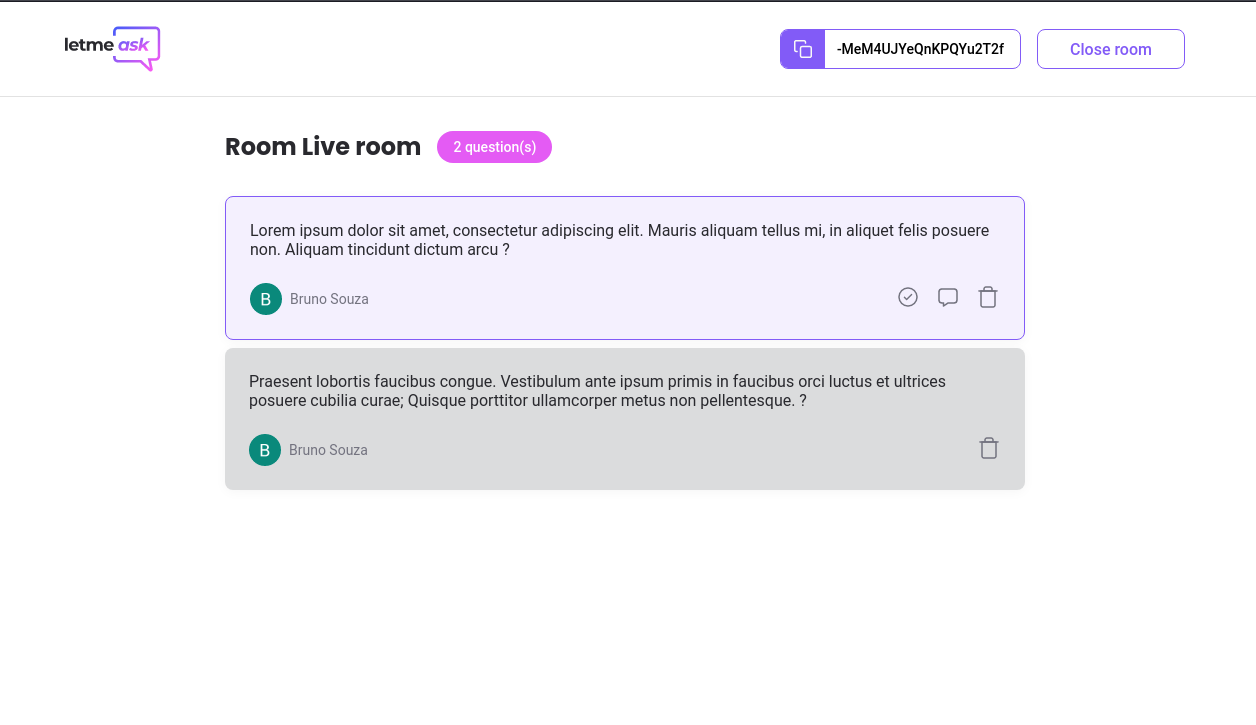 letme ask
-MeM4UJYeQnKPQYu2T2f
Close room
Room Live room
2 question(s)
Lorem ipsum dolor sit amet, consectetur adipiscing elit. Mauris aliquam tellus mi, in aliquet felis posuere
non. Aliquam tincidunt dictum arcu ?
B
Bruno Souza
Praesent lobortis faucibus congue. Vestibulum ante ipsum primis in faucibus orci luctus et ultrices
posuere cubilia curae; Quisque porttitor ullamcorper metus non pellentesque. ?
B
Bruno Souza